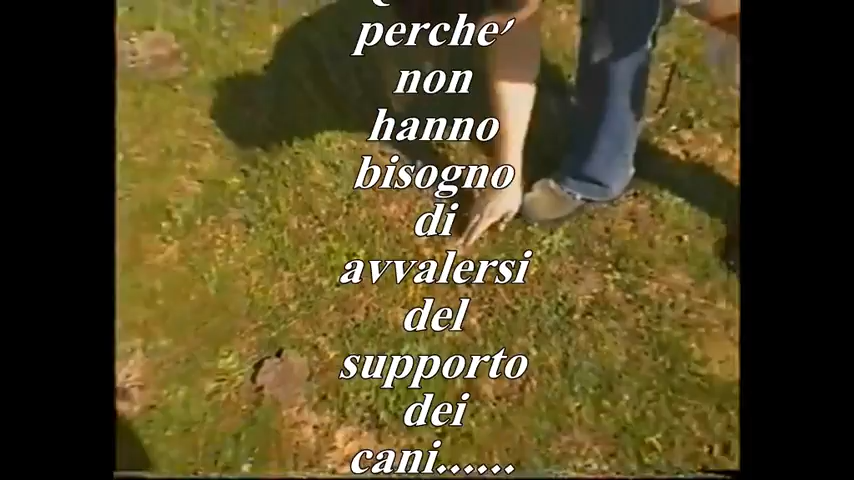 perche'
non
hanno
bisogno
di
avvalersi
del
supporto
dei
cani......